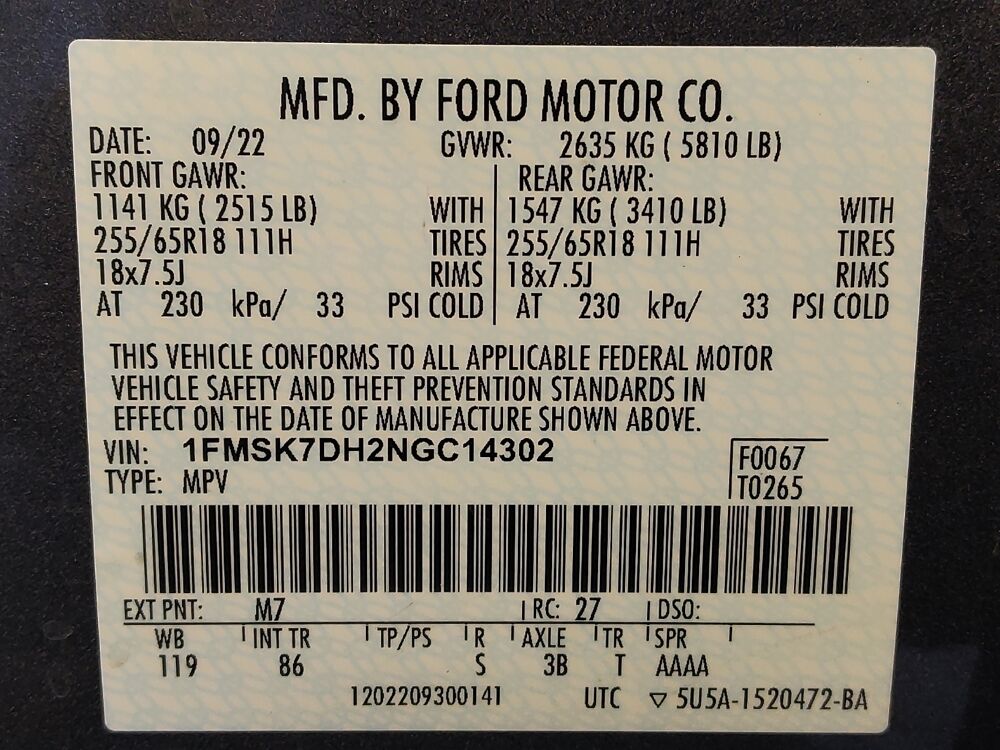 MFD. BY FORD MOTOR CO.
DATE: 09/22 GVWR: 2635 KG ( 5810 LB)
FRONT GAWR: REAR GAWR:
1141 KG ( 2515 LB) WITH 1547 KG ( 3410 LB) WITH
255/65R18 111H TIRES 255/65R18 111H TIRES
18x7.5J RIMS 18x7.5J RIMS
AT 230 kPa/ 33 PSI COLD AT 230 kPa/ 33 PSI COLD
THIS VEHICLE CONFORMS TO ALL APPLICABLE FEDERAL MOTOR
VEHICLE SAFETY AND THEFT PREVENTION STANDARDS IN
EFFECT ON THE DATE OF MANUFACTURE SHOWN ABOVE.
VIN: 1FMSK7DH2NGC14302 F0067
TYPE: MPV T0265
EXT PNT: M7 RC: 27 DSO:
WB INT TR TP/PS R AXLE TR SPR
119 86 S 3B T AAAA
1202209300141 UTC ▽ 5U5A-1520472-BA